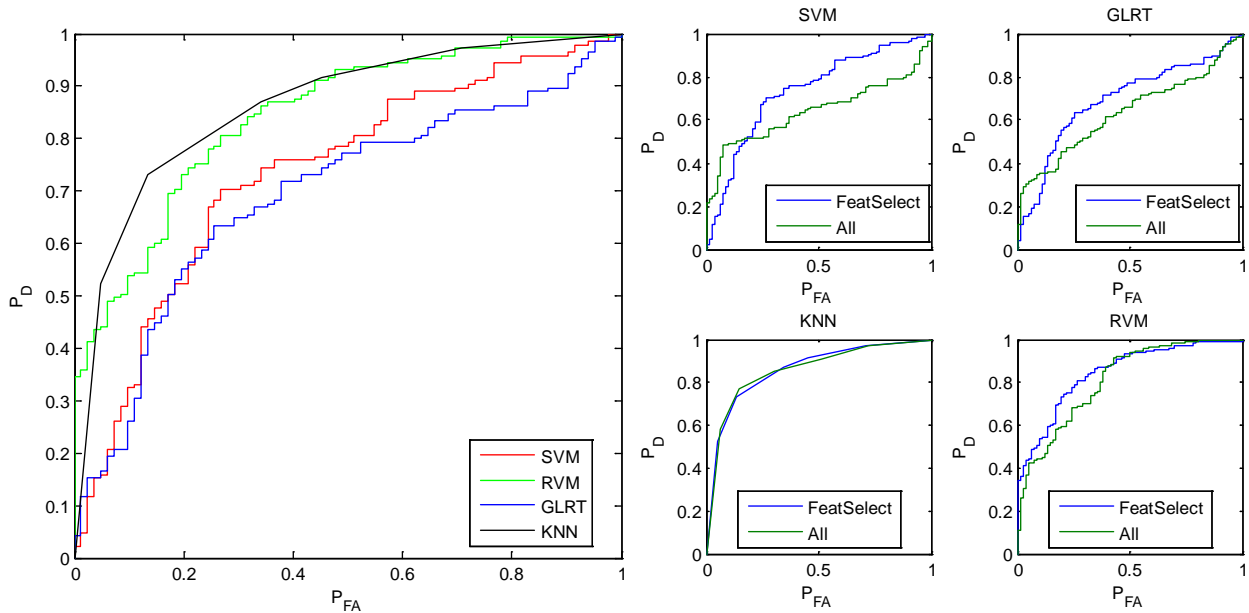 1
0.9
0.8
0.7
0.6
0.5
0.4
0.3
0.2
0.1
0
P_D
0 0.2 0.4 0.6 0.8 1
P_FA
SVM
RVM
GLRT
KNN
SVM
1
0.8
0.6
0.4
0.2
0
P_D
FeatSelect
All
0 0.5 1
P_FA
GLRT
1
0.8
0.6
0.4
0.2
0
P_D
FeatSelect
All
0 0.5 1
P_FA
KNN
1
0.8
0.6
0.4
0.2
0
P_D
FeatSelect
All
0 0.5 1
P_FA
RVM
1
0.8
0.6
0.4
0.2
0
P_D
FeatSelect
All
0 0.5 1
P_FA